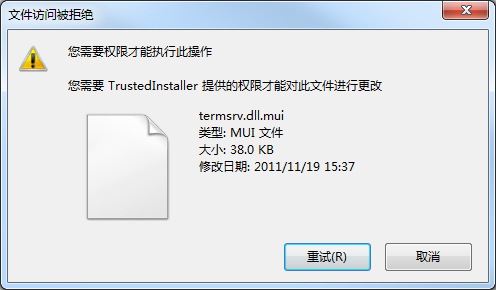 文件访问被拒绝
您需要权限才能执行此操作
您需要 TrustedInstaller 提供的权限才能对此文件进行更改
termsrv.dll.mui
类型: MUI 文件
大小: 38.0 KB
修改日期: 2011/11/19 15:37
重试(R)
取消